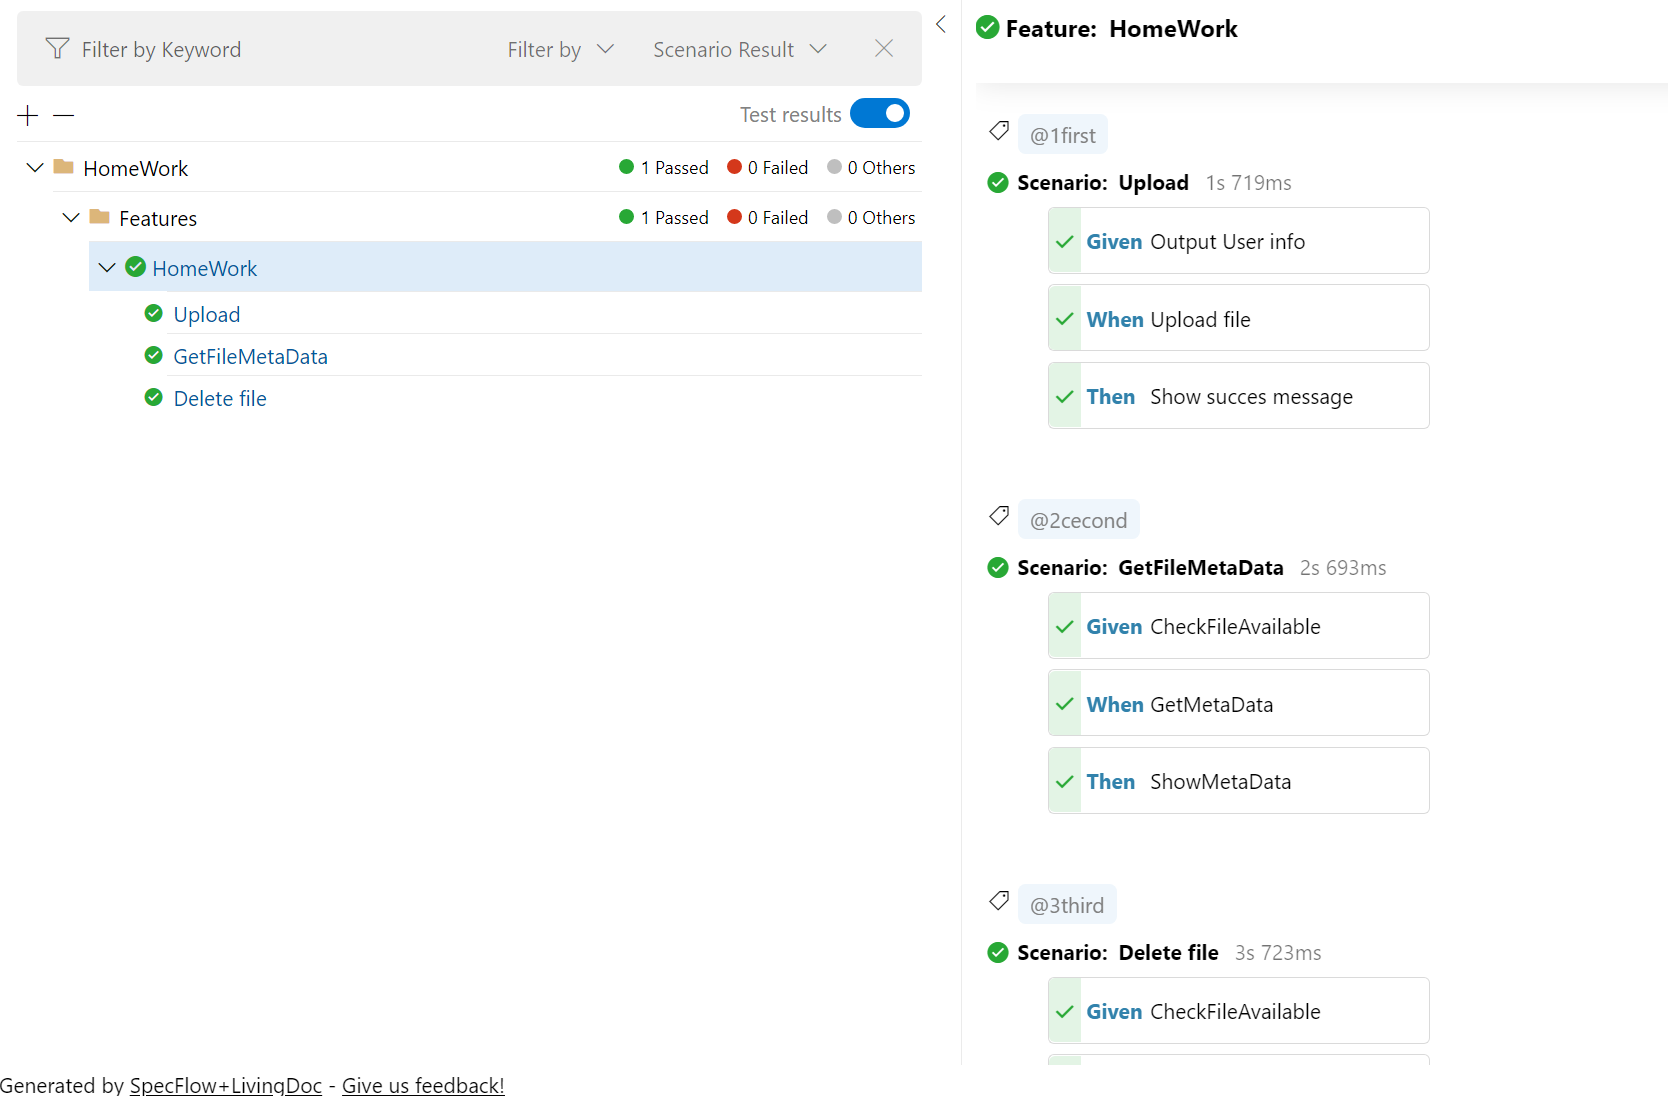 Filter by Keyword Filter by Scenario Result
Test results
HomeWork 1 Passed 0 Failed 0 Others
Features 1 Passed 0 Failed 0 Others
HomeWork
Upload
GetFileMetaData
Delete file
Feature: HomeWork
@1first
Scenario: Upload 1s 719ms
Given Output User info
When Upload file
Then Show succes message
@2cecond
Scenario: GetFileMetaData 2s 693ms
Given CheckFileAvailable
When GetMetaData
Then ShowMetaData
@3third
Scenario: Delete file 3s 723ms
Given CheckFileAvailable
Generated by SpecFlow+LivingDoc - Give us feedback!